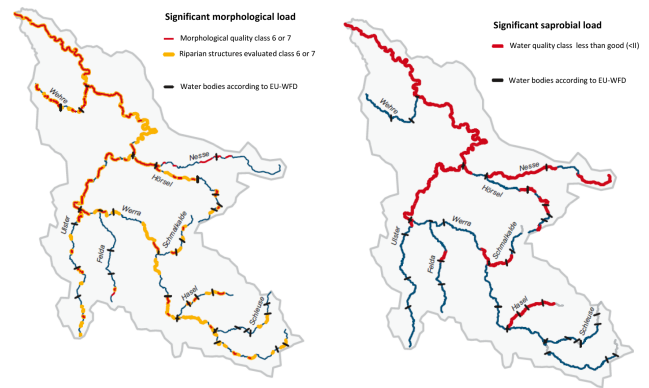 Significant morphological load
Morphological quality class 6 or 7
Riparian structures evaluated class 6 or 7
Water bodies according to EU-WFD
Wehre
Nesse
Hörsel
Ulster
Werra
Felda
Schmalkalde
Hasel
Schleuse
Significant saprobial load
Water quality class less than good (<II)
Water bodies according to EU-WFD
Wehre
Nesse
Hörsel
Ulster
Werra
Felda
Schmalkalde
Hasel
Schleuse